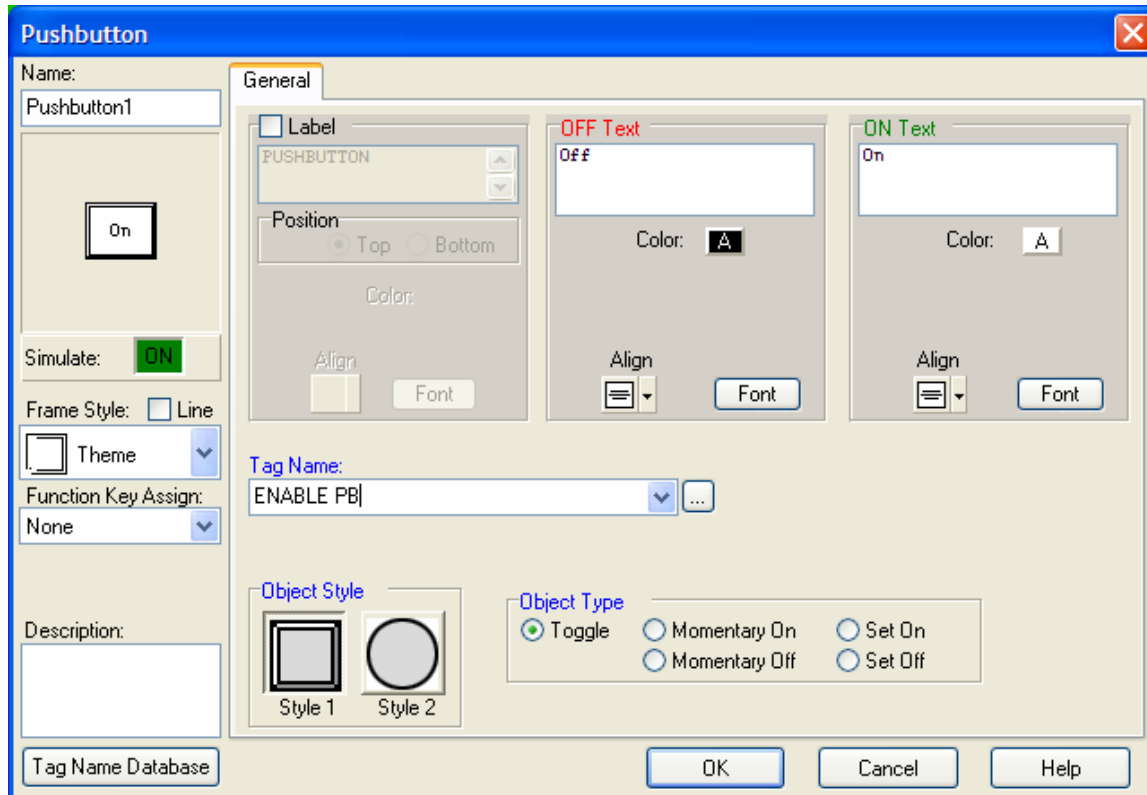 Pushbutton
Name:
Pushbutton1
On
Simulate: ON
Frame Style: Line
Theme
Function Key Assign:
None
Description:
Tag Name Database
General
Label
PUSHBUTTON
Position
Top Bottom
Color:
Align
Font
OFF Text
Off
Color: A
Align
Font
ON Text
On
Color: A
Align
Font
Tag Name:
ENABLE PB
...
Object Style
Style 1 Style 2
Object Type
Toggle Momentary On Set On
Momentary Off Set Off
OK Cancel Help